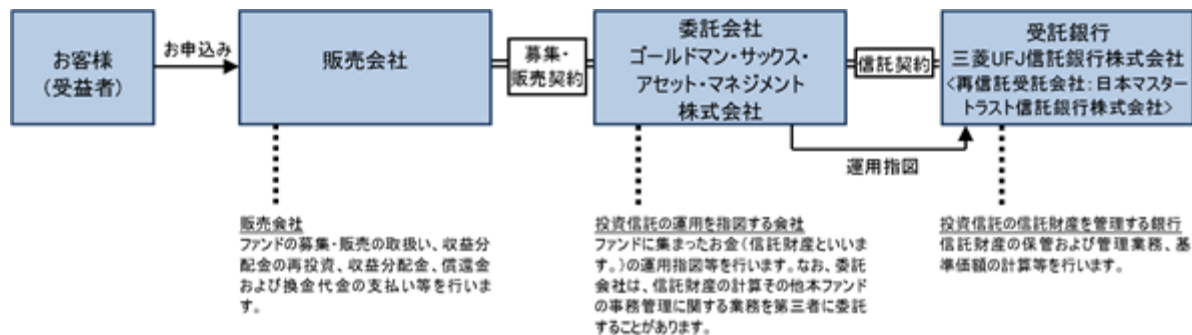 お客様
(受益者)
お申込み
販売会社
募集・
販売契約
委託会社
ゴールドマン・サックス・
アセット・マネジメント
株式会社
信託契約
受託銀行
三菱UFJ信託銀行株式会社
<再信託受託会社:日本マスター
トラスト信託銀行株式会社>
運用指図
販売会社
ファンドの募集・販売の取扱い、収益分
配金の再投資、収益分配金、償還金
および換金代金の支払い等を行いま
す。
投資信託の運用を指図する会社
ファンドに集まったお金(信託財産といいま
す。)の運用指図等を行います。なお、委託
会社は、信託財産の計算その他本ファンド
の事務管理に関する業務を第三者に委託
することがあります。
投資信託の信託財産を管理する銀行
信託財産の保管および管理業務、基
準価額の計算等を行います。